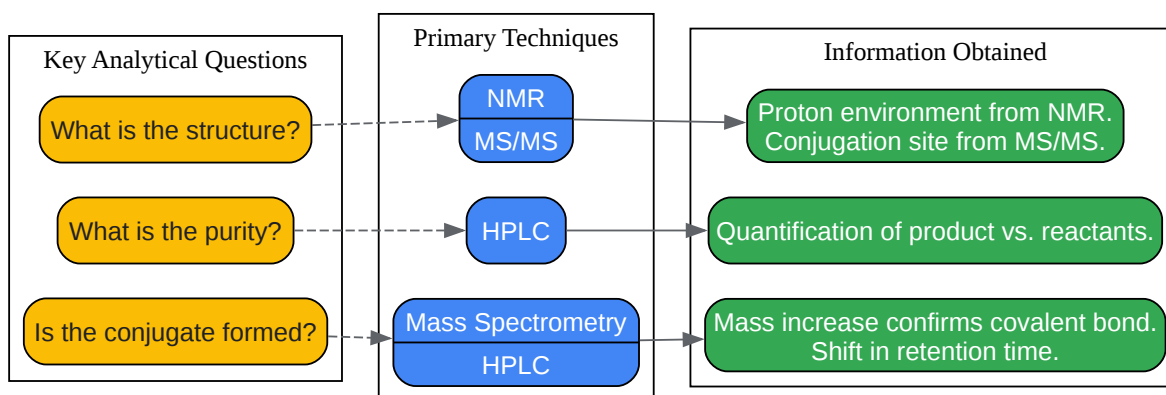 Key Analytical Questions
What is the structure?
What is the purity?
Is the conjugate formed?
Primary Techniques
NMR
MS/MS
HPLC
Mass Spectrometry
HPLC
Information Obtained
Proton environment from NMR.
Conjugation site from MS/MS.
Quantification of product vs. reactants.
Mass increase confirms covalent bond.
Shift in retention time.